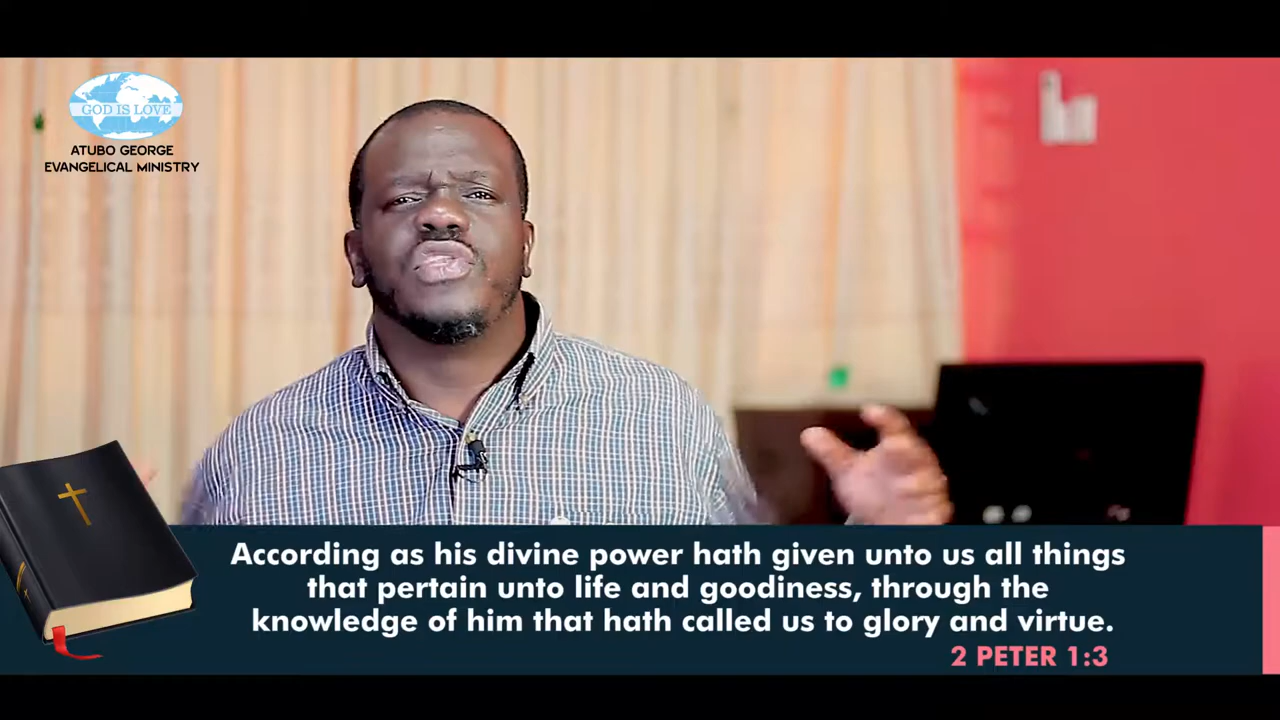 GOD IS LOVE
ATUBO GEORGE
EVANGELICAL MINISTRY
According as his divine power hath given unto us all things
that pertain unto life and goodiness, through the
knowledge of him that hath called us to glory and virtue.
2 PETER 1:3